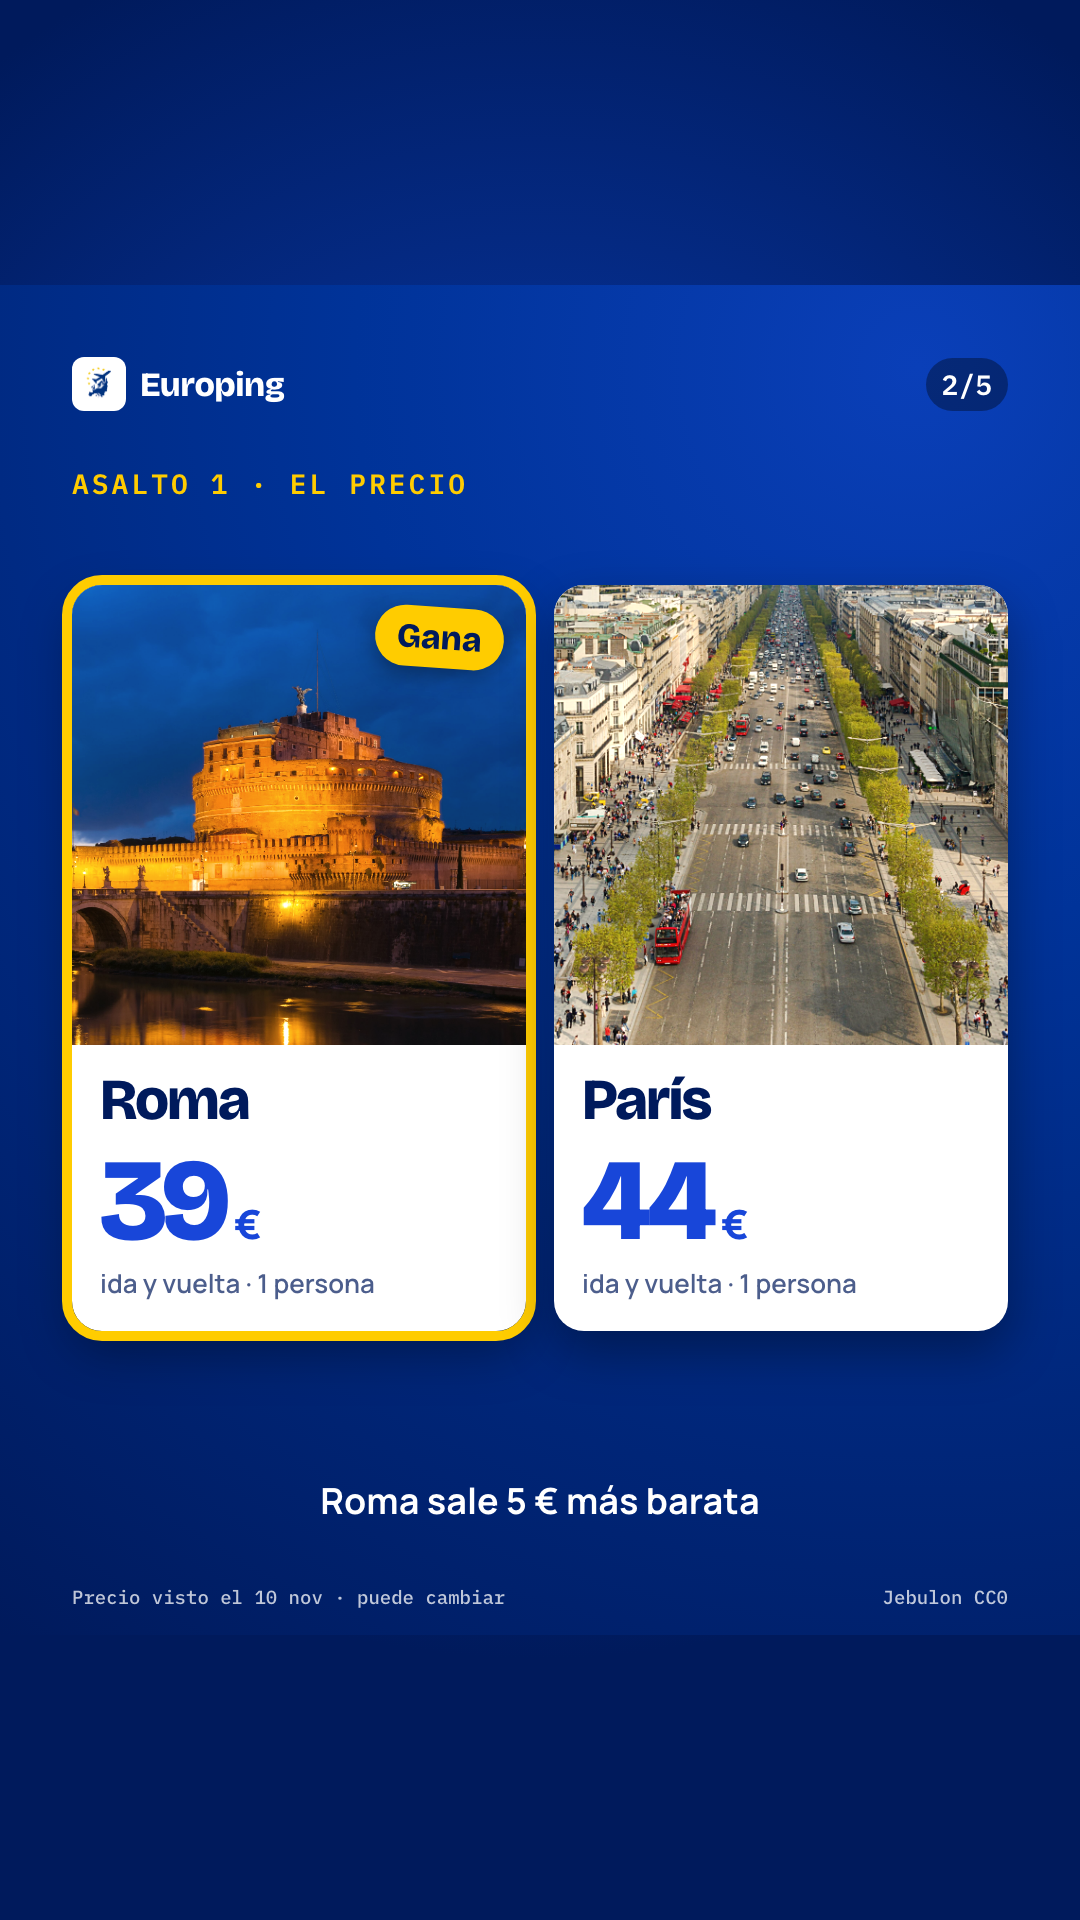 Europing
2/5
ASALTO 1 · EL PRECIO
Gana
Roma
39 €
ida y vuelta · 1 persona
París
44 €
ida y vuelta · 1 persona
Roma sale 5 € más barata
Precio visto el 10 nov · puede cambiar
Jebulon CC0